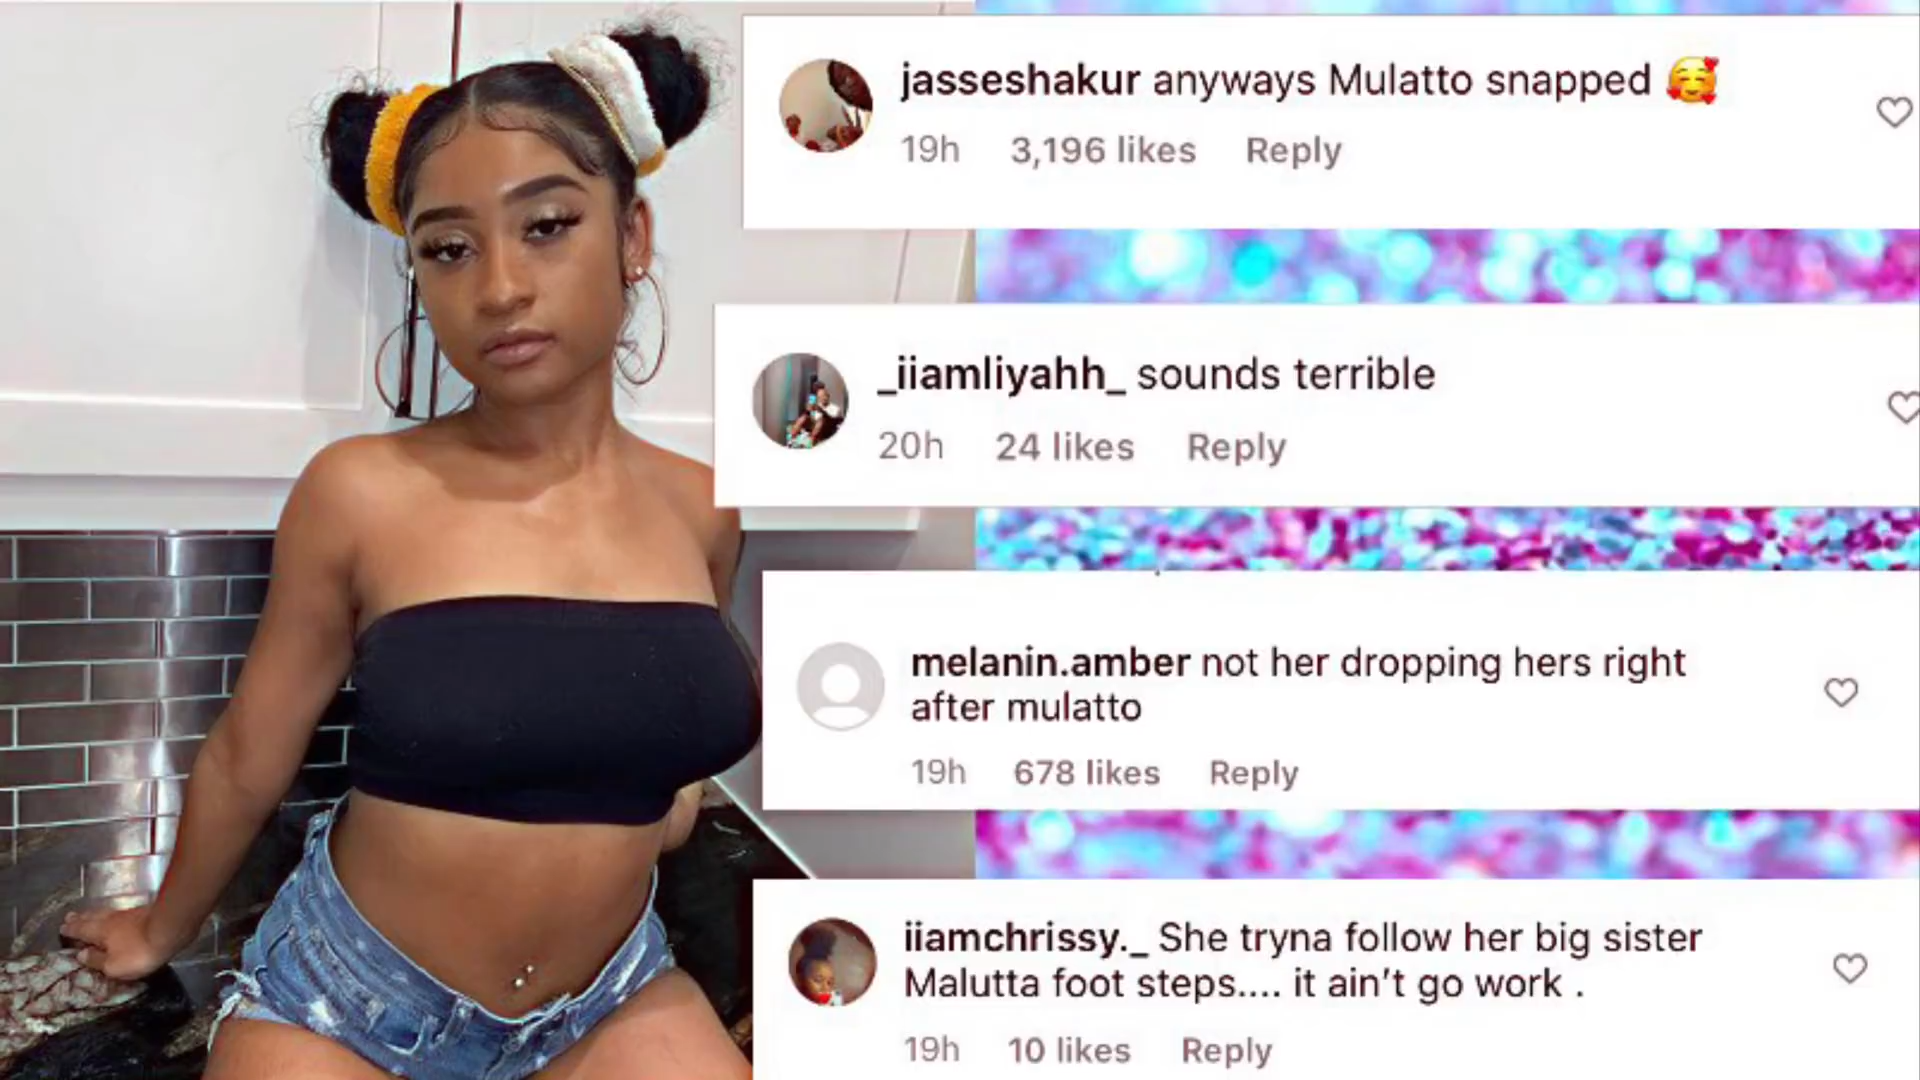 jasseshakur anyways Mulatto snapped 🥰
19h 3,196 likes Reply
_iiamliyahh_ sounds terrible
20h 24 likes Reply
melanin.amber not her dropping hers right
after mulatto
19h 678 likes Reply
iiamchrissy._ She tryna follow her big sister
Malutta foot steps.... it ain't go work .
19h 10 likes Reply